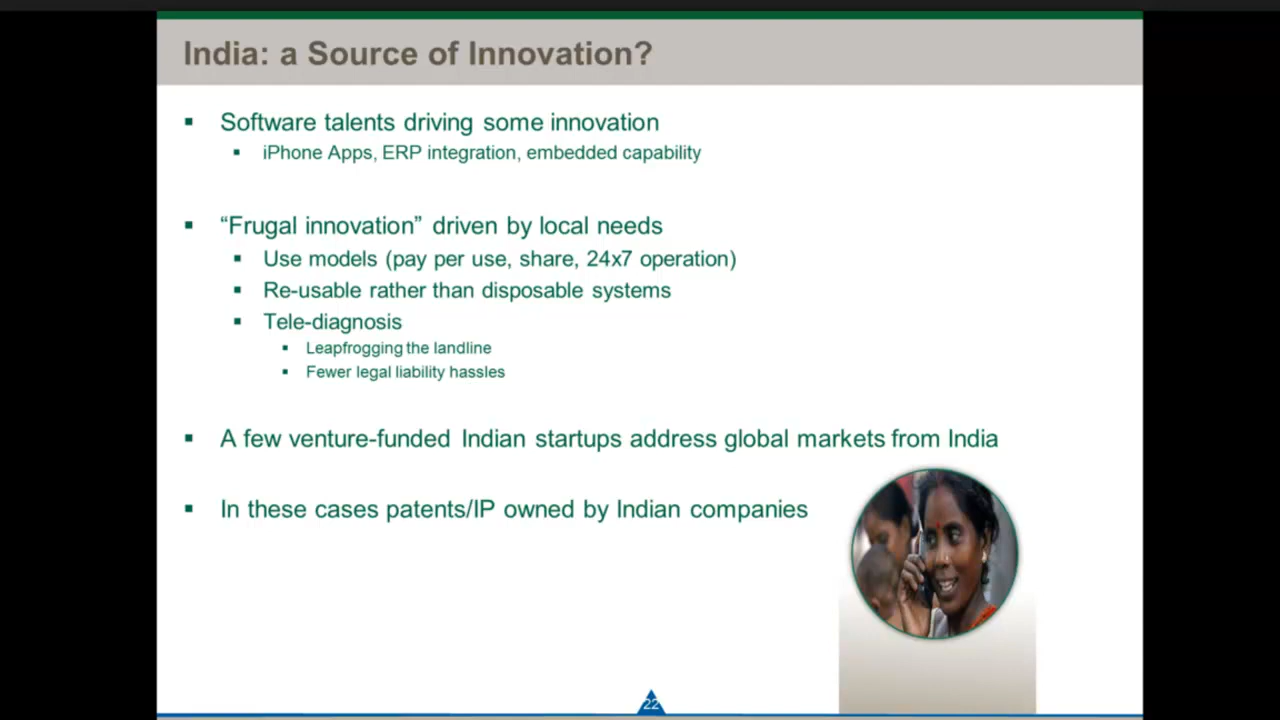 India: a Source of Innovation?
▪ Software talents driving some innovation
▪ iPhone Apps, ERP integration, embedded capability
▪ “Frugal innovation” driven by local needs
▪ Use models (pay per use, share, 24x7 operation)
▪ Re-usable rather than disposable systems
▪ Tele-diagnosis
▪ Leapfrogging the landline
▪ Fewer legal liability hassles
▪ A few venture-funded Indian startups address global markets from India
▪ In these cases patents/IP owned by Indian companies
22